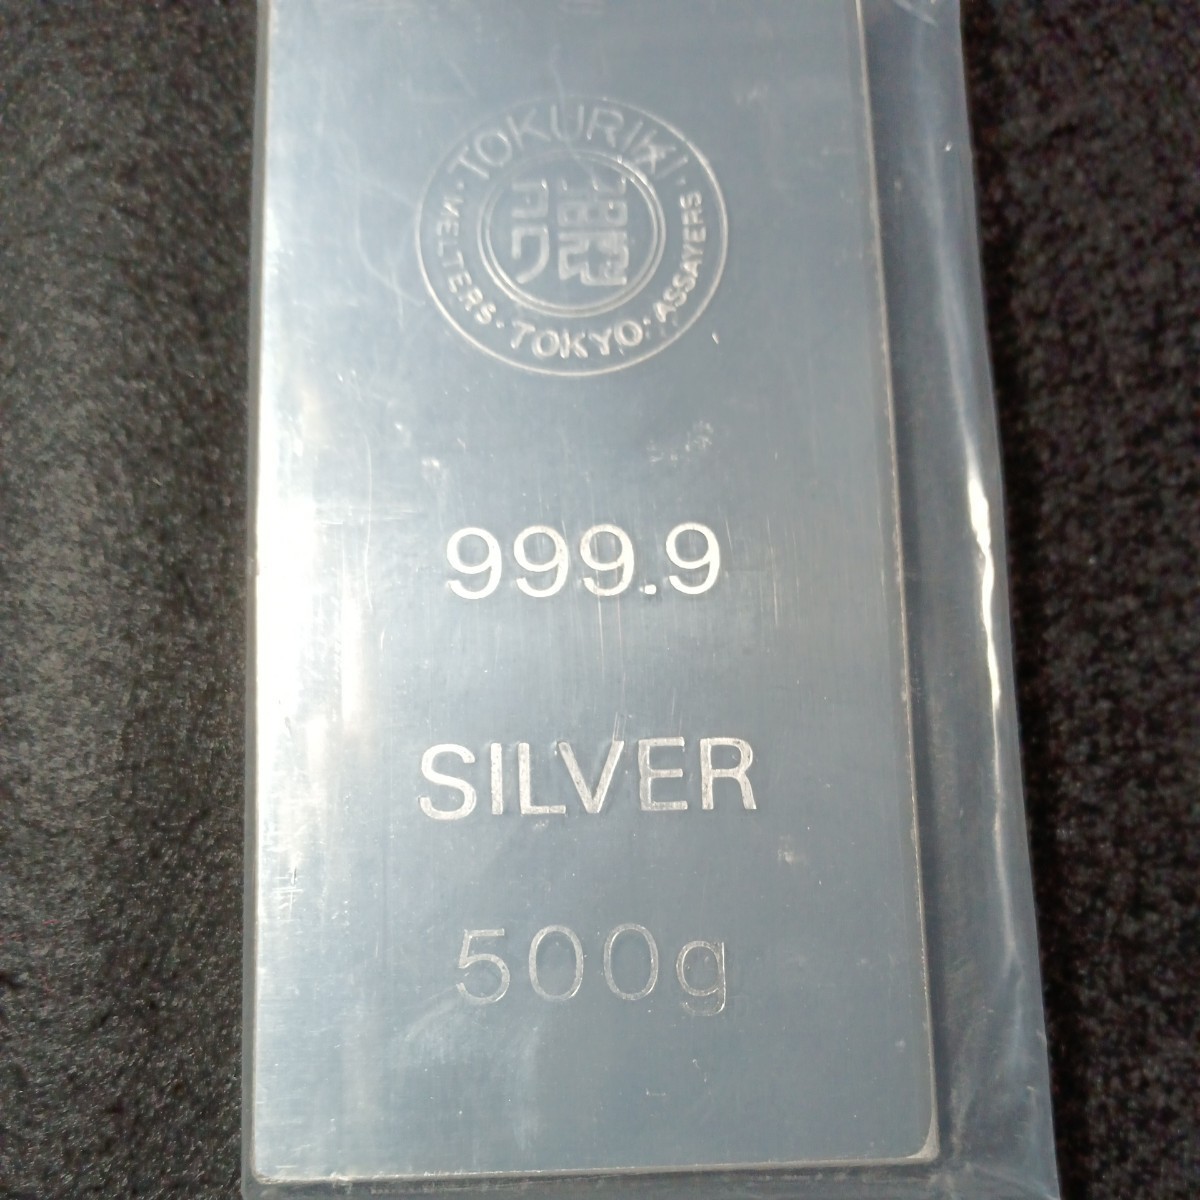 TOKURIKI
MELTERS · TOKYO · ASSAYERS
999.9
SILVER
500g